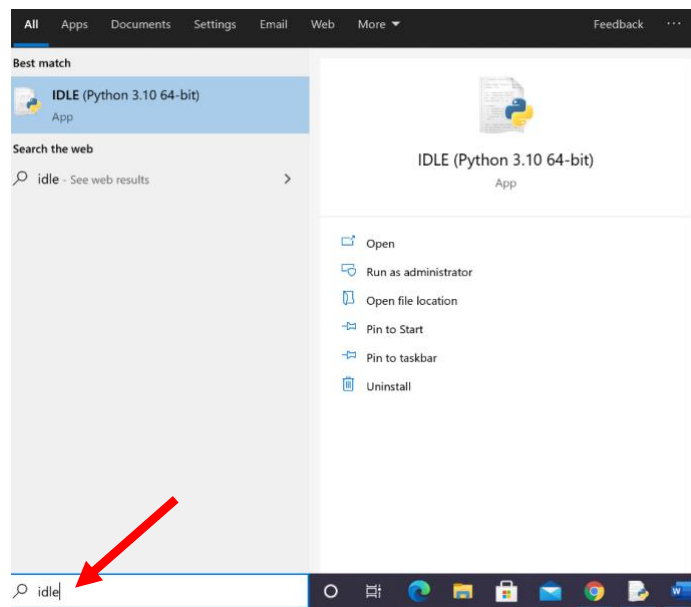 All Apps Documents Settings Email Web More Feedback ...
Best match
IDLE (Python 3.10 64-bit)
App
Search the web
idle - See web results
IDLE (Python 3.10 64-bit)
App
Open
Run as administrator
Open file location
Pin to Start
Pin to taskbar
Uninstall
idle
W